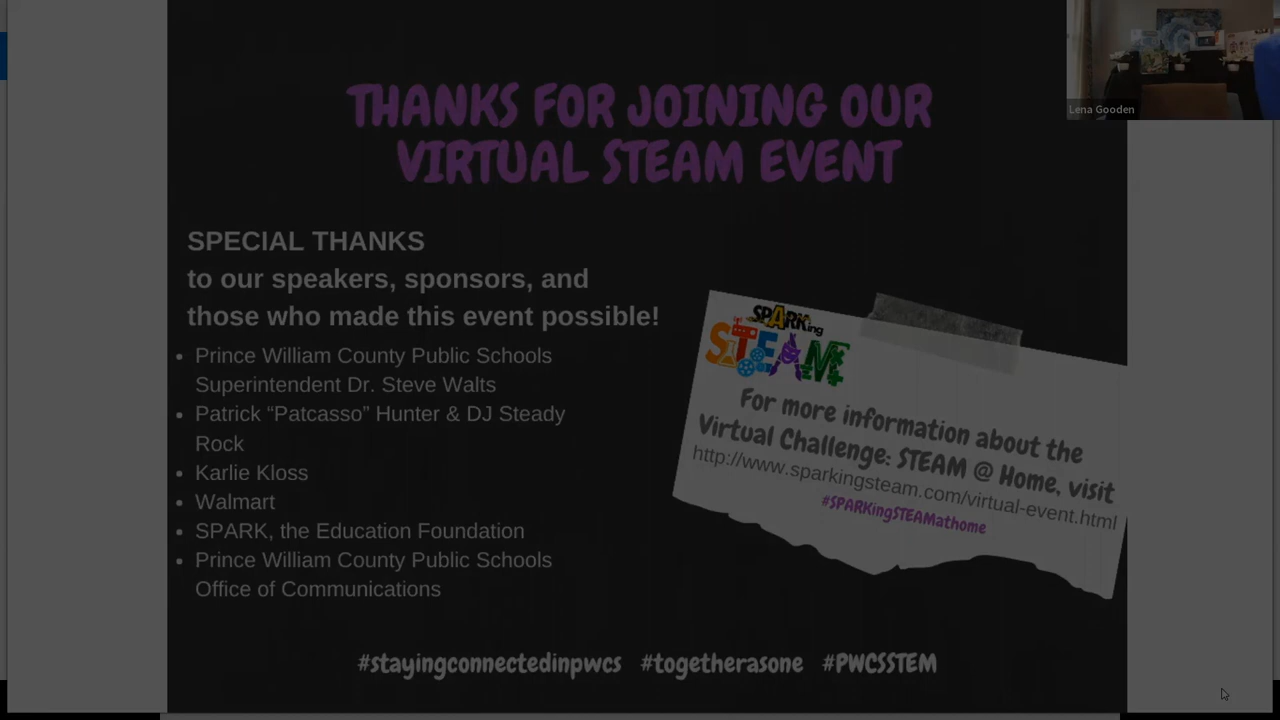 Lena Gooden
THANKS FOR JOINING OUR
VIRTUAL STEAM EVENT
SPECIAL THANKS
to our speakers, sponsors, and
those who made this event possible!
• Prince William County Public Schools
Superintendent Dr. Steve Walts
• Patrick “Patcasso” Hunter & DJ Steady
Rock
• Karlie Kloss
• Walmart
• SPARK, the Education Foundation
• Prince William County Public Schools
Office of Communications
SPARKing
STEAM
For more information about the
Virtual Challenge: STEAM @ Home, visit
http://www.sparkingsteam.com/virtual-event.html
#SPARKingSTEAMathome
#stayingconnectedinpwcs #togetherasone #PWCSSTEM